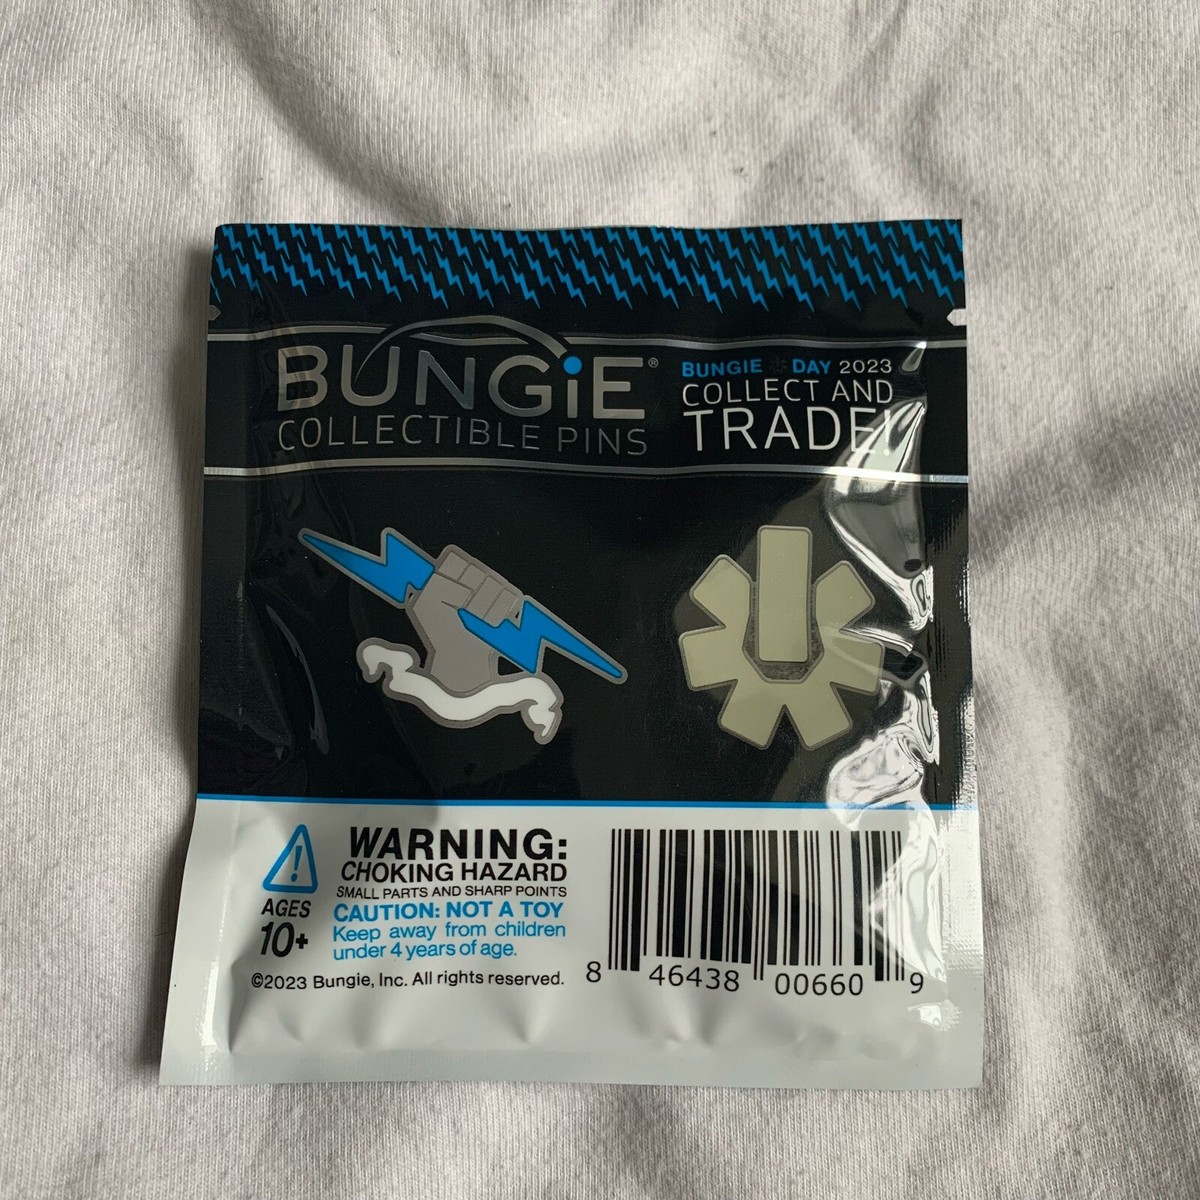 BUNGiE®
COLLECTIBLE PINS
BUNGIE DAY 2023
COLLECT AND
TRADE!
WARNING:
CHOKING HAZARD
SMALL PARTS AND SHARP POINTS
CAUTION: NOT A TOY
Keep away from children
under 4 years of age.
AGES
10+
©2023 Bungie, Inc. All rights reserved.
8 46438 00660 9